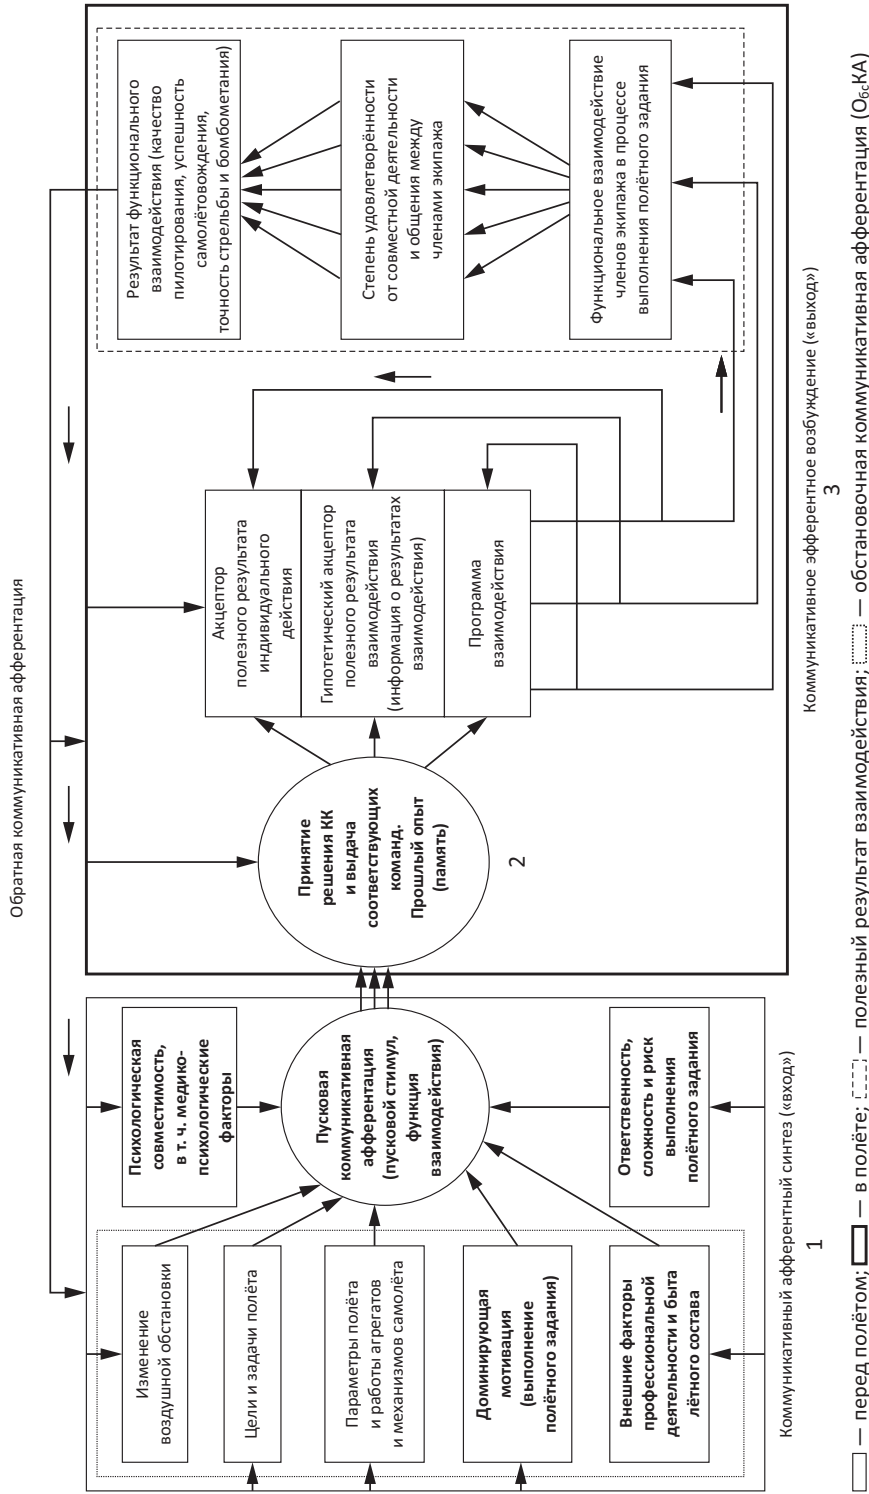 Обратная коммуникативная афферентация
Изменение
воздушной обстановки
Цели и задачи полёта
Параметры полёта
и работы агрегатов
и механизмов самолёта
Доминирующая
мотивация
(выполнение
полётного задания)
Внешние факторы
профессиональной
деятельности и быта
лётного состава
Психологическая
совместимость,
в т. ч. медико-
психологические
факторы
Пусковая
коммуникативная
афферентация
(пусковой стимул,
функция
взаимодействия)
Ответственность,
сложность и риск
выполнения
полётного задания
Коммуникативный афферентный синтез («вход»)
1
Принятие
решения КК
и выдача
соответствующих
команд.
Прошлый опыт
(память)
2
Акцептор
полезного результата
индивидуального
действия
Гипотетический акцептор
полезного результата
взаимодействия
(информация о результатах
взаимодействия)
Программа
взаимодействия
Результат функционального
взаимодействия (качество
пилотирования, успешность
самолётовождения,
точность стрельбы и бомбометания)
Степень удовлетворённости
от совместной деятельности
и общения между
членами экипажа
Функциональное взаимодействие
членов экипажа в процессе
выполнения полётного задания
Коммуникативное эфферентное возбуждение («выход»)
3
— перед полётом; — в полёте; — полезный результат взаимодействия; — обстановочная коммуникативная афферентация (ОбсКА)